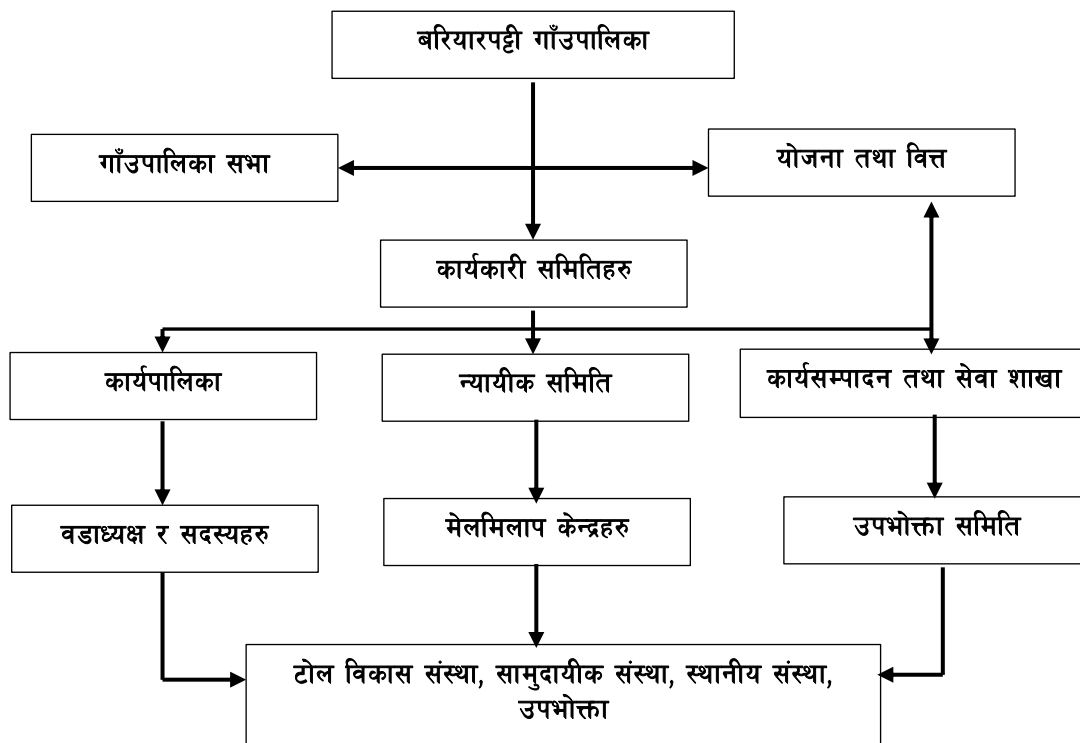 बरियारपट्टी गाँउपालिका
गाँउपालिका सभा
योजना तथा वित्त
कार्यकारी समितिहरु
कार्यपालिका
न्यायीक समिति
कार्यसम्पादन तथा सेवा शाखा
वडाध्यक्ष र सदस्यहरु
मेलमिलाप केन्द्रहरु
उपभोक्ता समिति
टोल विकास संस्था, सामुदायीक संस्था, स्थानीय संस्था,
उपभोक्ता